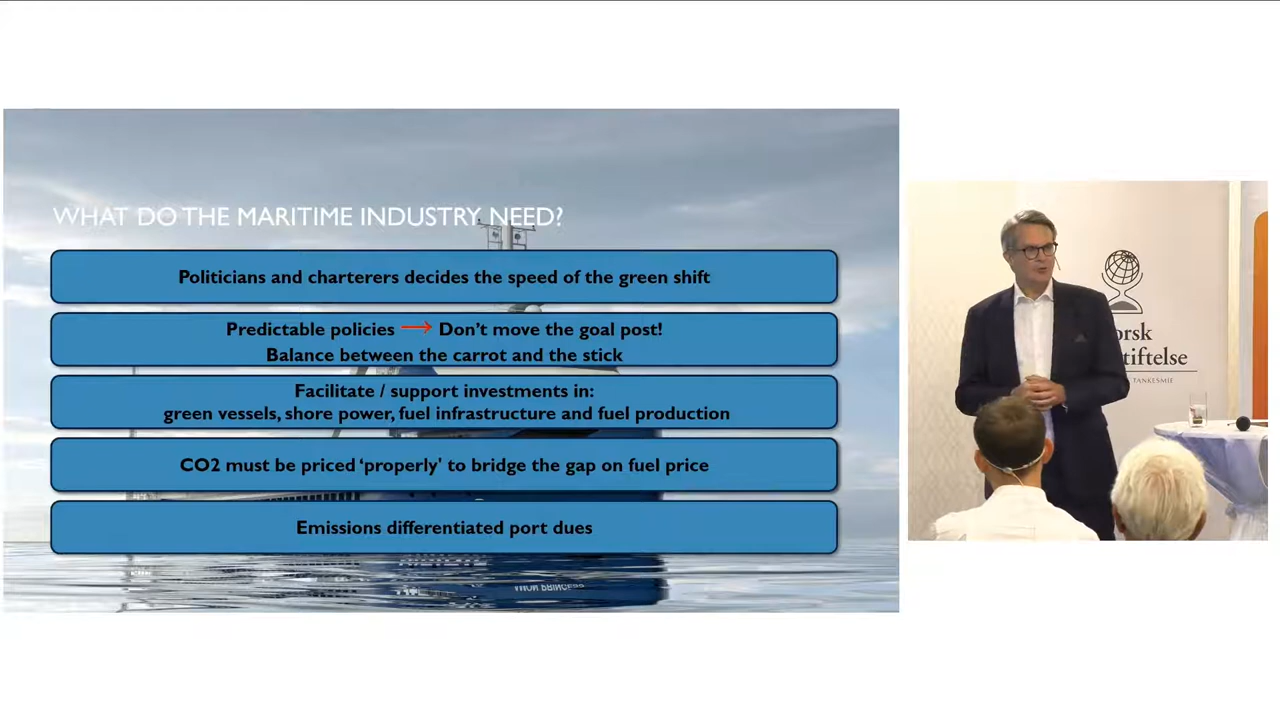 WHAT DO THE MARITIME INDUSTRY NEED?
Politicians and charterers decides the speed of the green shift
Predictable policies → Don't move the goal post!
Balance between the carrot and the stick
Facilitate / support investments in:
green vessels, shore power, fuel infrastructure and fuel production
CO2 must be priced 'properly' to bridge the gap on fuel price
Emissions differentiated port dues
orsk
tiftelse
TANKESMIE